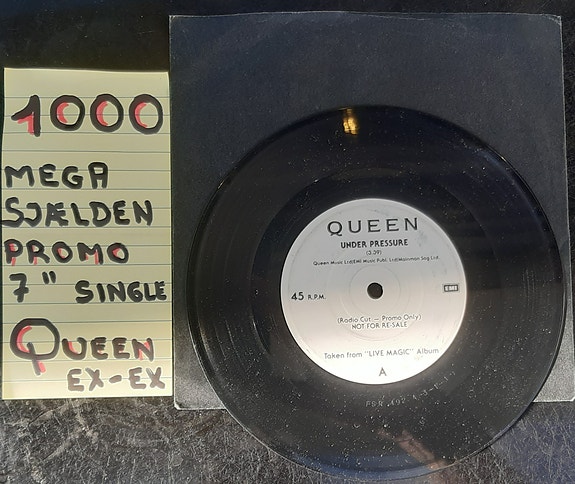 1000
MEGA
SJÆLDEN
PROMO
7" SINGLE
QUEEN
EX-EX
QUEEN
UNDER PRESSURE
(3.39)
Queen Music Ltd/EMI Music Publ. Ltd/Mainman Sag Ltd.
45 R.P.M.
EMI
(Radio Cut — Promo Only)
NOT FOR RE-SALE
Taken from "LIVE MAGIC" Album
A